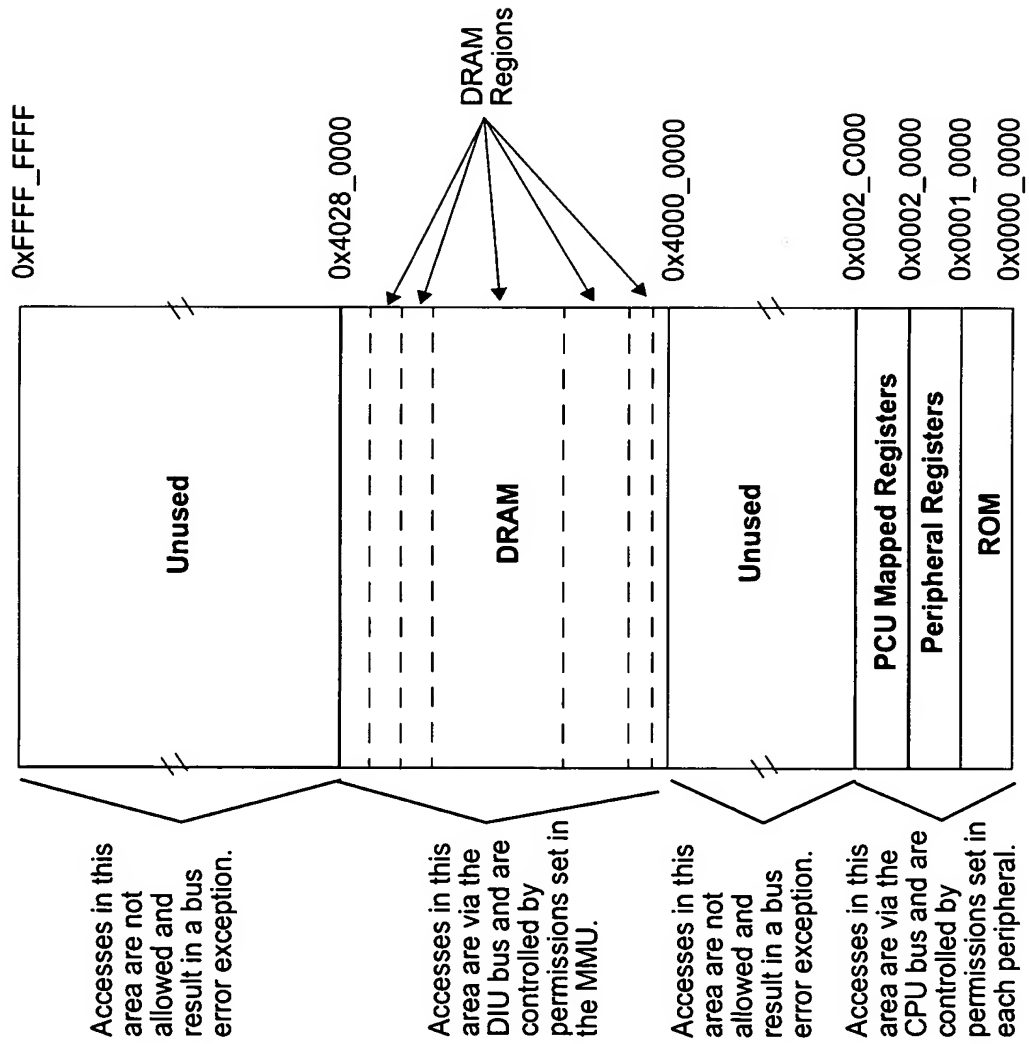 0xFFFF_FFFF
Unused
Accesses in this
area are not
allowed and
result in a bus
error exception.
0x4028_0000
DRAM
Regions
DRAM
Accesses in this
area are via the
DIU bus and are
controlled by
permissions set in
the MMU.
0x4000_0000
Unused
Accesses in this
area are not
allowed and
result in a bus
error exception.
0x0002_C000
PCU Mapped Registers
0x0002_0000
Peripheral Registers
0x0001_0000
ROM
0x0000_0000
Accesses in this
area are via the
CPU bus and are
controlled by
permissions set in
each peripheral.